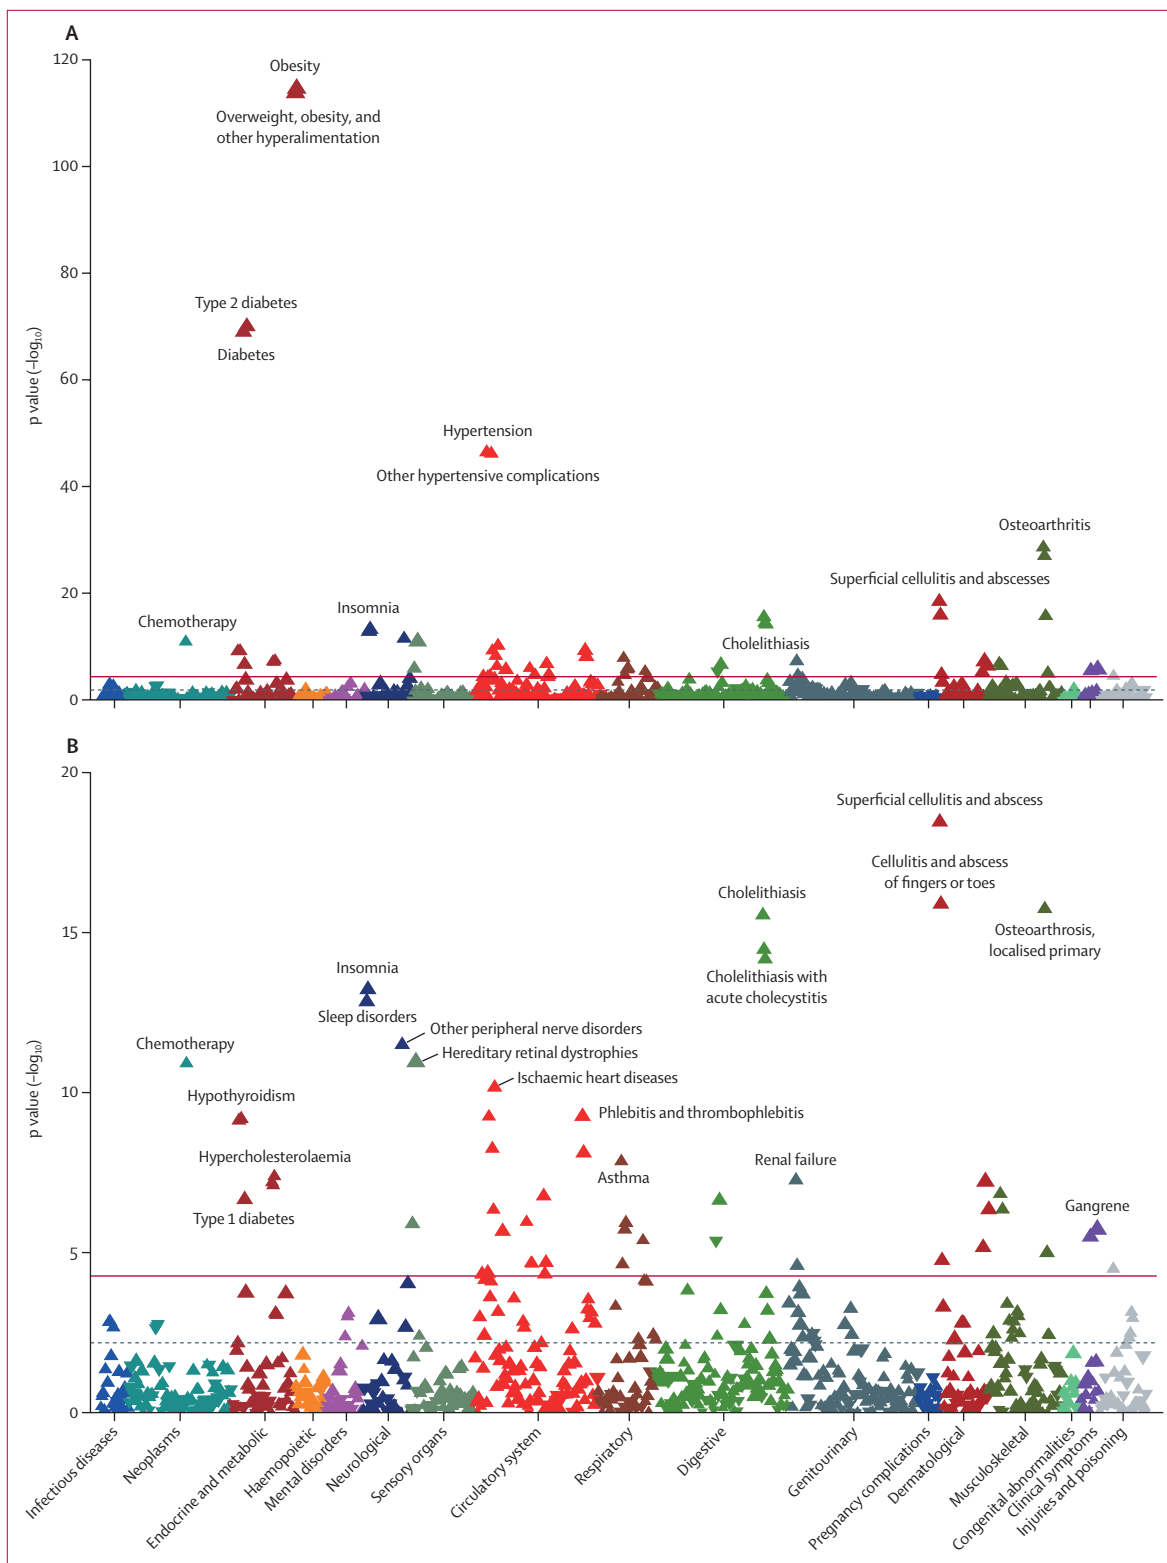 A
120
100
80
60
40
20
0
p value (–log10)
Obesity
Overweight, obesity, and
other hyperalimentation
Type 2 diabetes
Diabetes
Hypertension
Other hypertensive complications
Osteoarthritis
Superficial cellulitis and abscesses
Chemotherapy
Insomnia
Cholelithiasis
B
20
15
10
5
0
p value (–log10)
Superficial cellulitis and abscess
Cellulitis and abscess
of fingers or toes
Cholelithiasis
Osteoarthrosis,
localised primary
Insomnia
Cholelithiasis with
acute cholecystitis
Sleep disorders
Other peripheral nerve disorders
Chemotherapy
Hereditary retinal dystrophies
Ischaemic heart diseases
Hypothyroidism
Phlebitis and thrombophlebitis
Hypercholesterolaemia
Renal failure
Asthma
Type 1 diabetes
Gangrene
Infectious diseases
Neoplasms
Endocrine and metabolic
Haemopoietic
Mental disorders
Neurological
Sensory organs
Circulatory system
Respiratory
Digestive
Genitourinary
Pregnancy complications
Dermatological
Musculoskeletal
Congenital abnormalities
Clinical symptoms
Injuries and poisoning